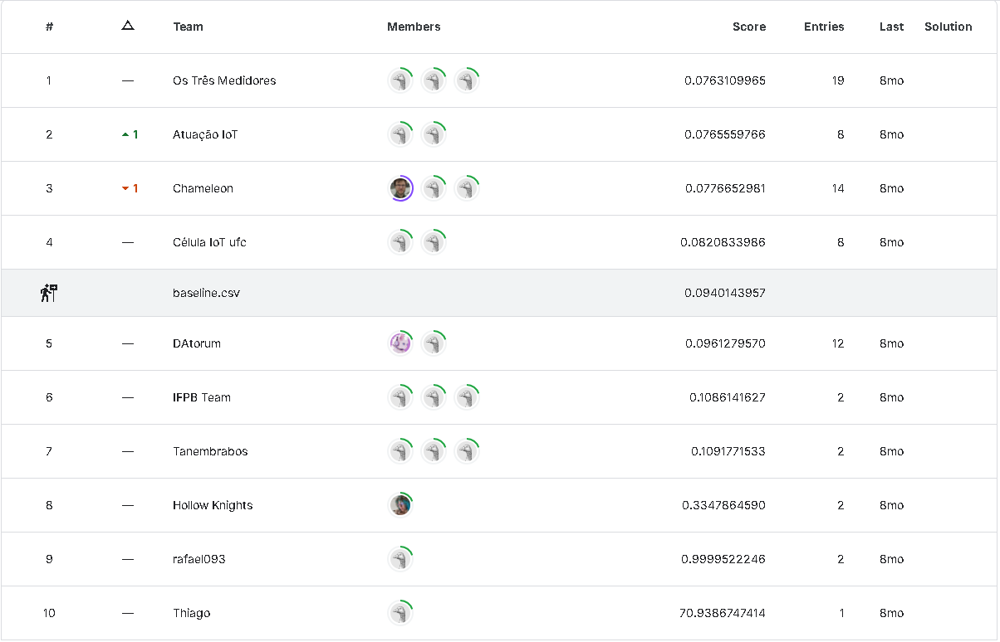 # △ Team Members Score Entries Last Solution
1 — Os Três Medidores 0.0763109965 19 8mo
2 ▲ 1 Atuação IoT 0.0765559766 8 8mo
3 ▼ 1 Chameleon 0.0776652981 14 8mo
4 — Célula IoT ufc 0.0820833986 8 8mo
baseline.csv 0.0940143957
5 — DAtorum 0.0961279570 12 8mo
6 — IFPB Team 0.1086141627 2 8mo
7 — Tanembrabos 0.1091771533 2 8mo
8 — Hollow Knights 0.3347864590 2 8mo
9 — rafael093 0.9999522246 2 8mo
10 — Thiago 70.9386747414 1 8mo